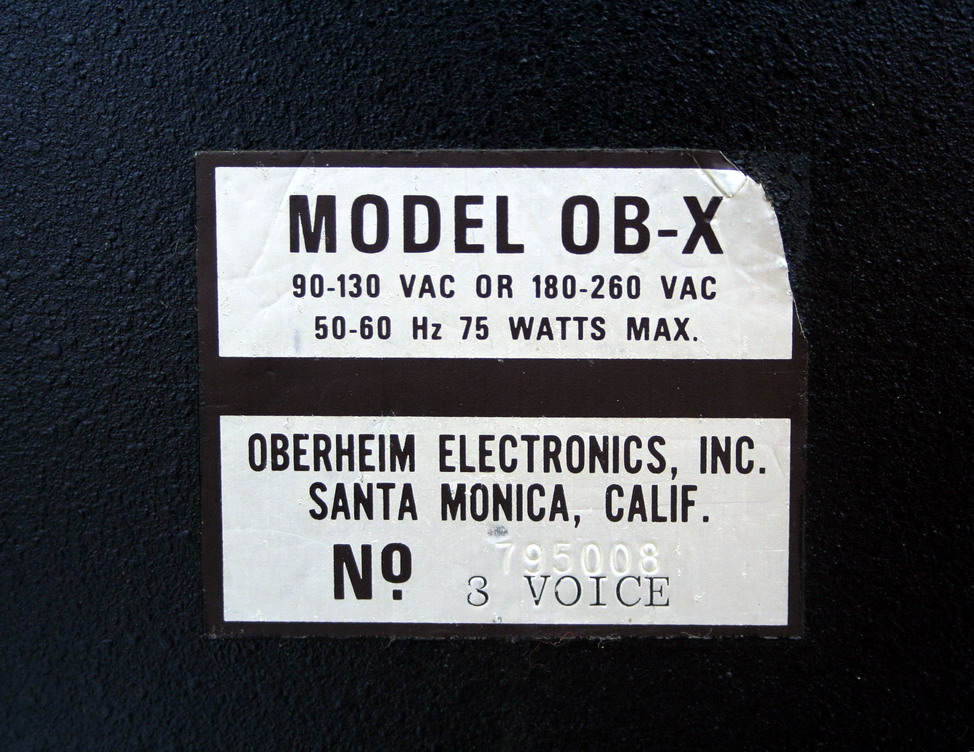 MODEL OB-X
90-130 VAC OR 180-260 VAC
50-60 Hz 75 WATTS MAX.
OBERHEIM ELECTRONICS, INC.
SANTA MONICA, CALIF.
Nº 795008
3 VOICE